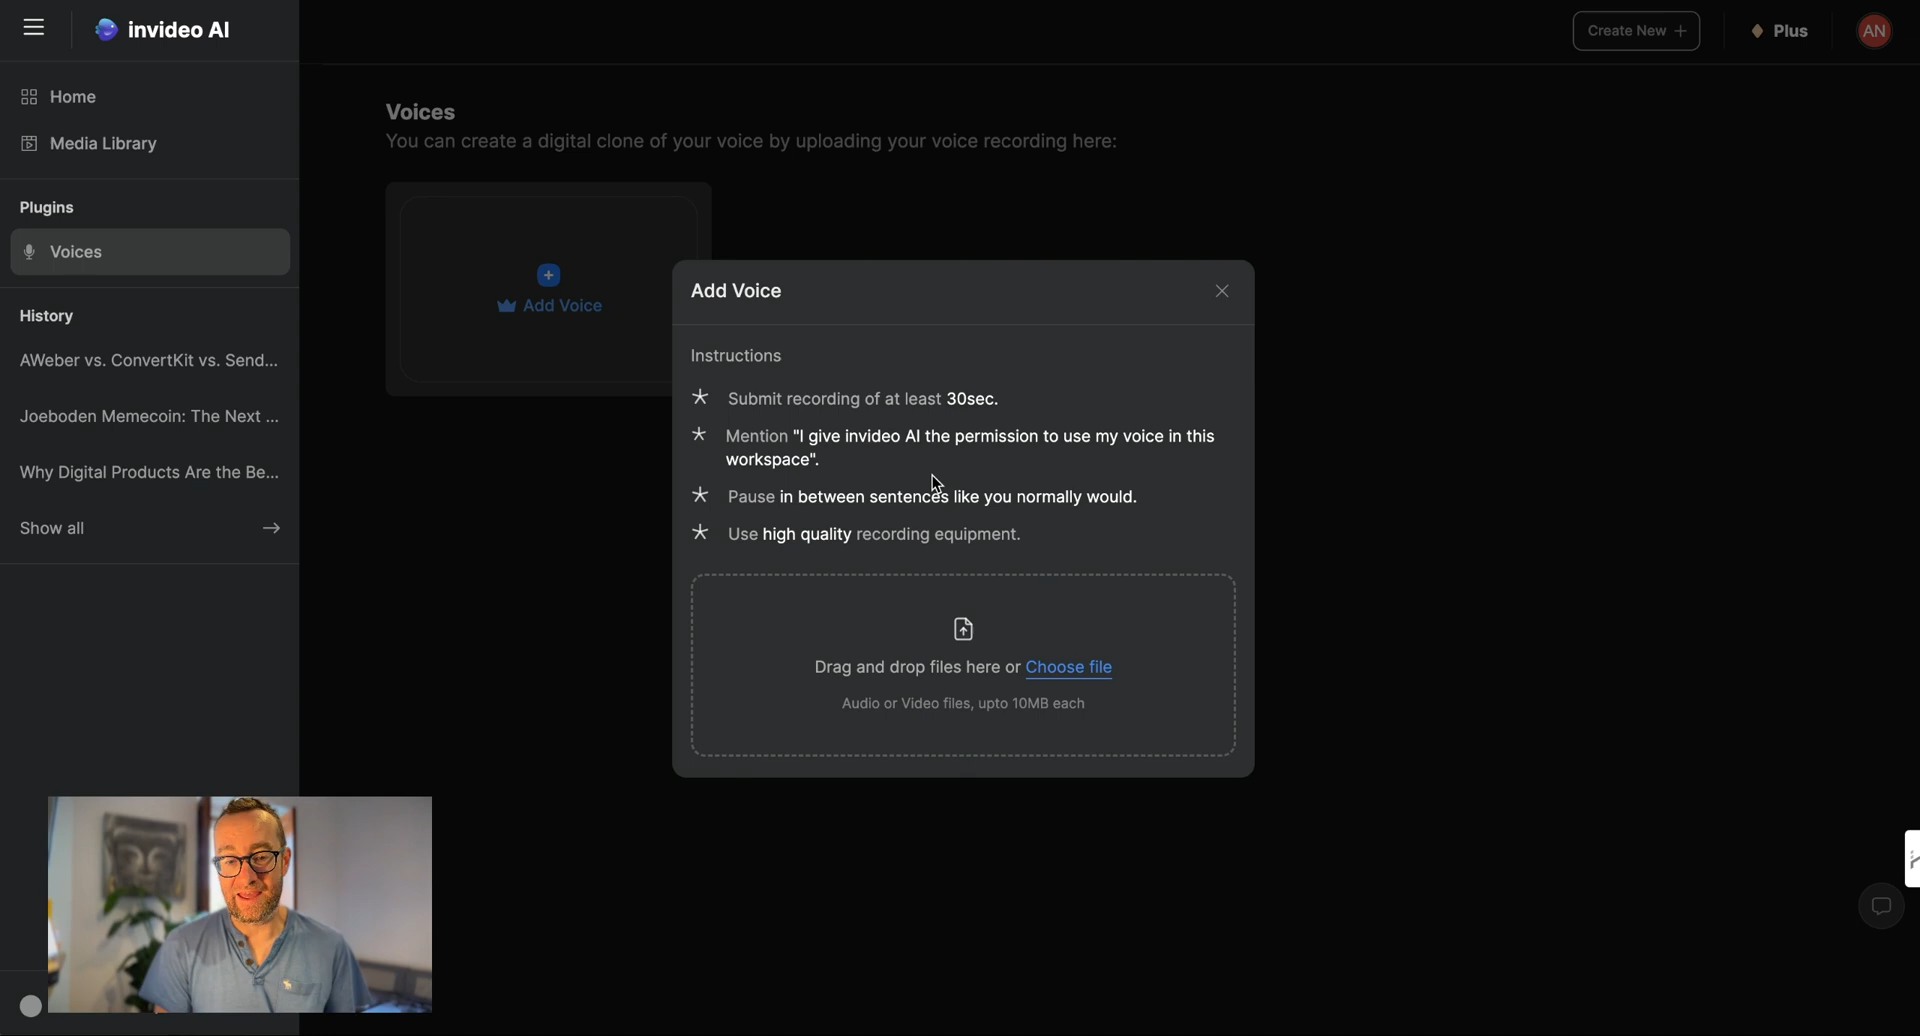 invideo AI
Create New +
Plus
AN
Home
Media Library
Plugins
Voices
History
AWeber vs. ConvertKit vs. Send...
Joeboden Memecoin: The Next ...
Why Digital Products Are the Be...
Show all
Voices
You can create a digital clone of your voice by uploading your voice recording here:
Add Voice
Add Voice
Instructions
Submit recording of at least 30sec.
Mention "I give invideo AI the permission to use my voice in this
workspace".
Pause in between sentences like you normally would.
Use high quality recording equipment.
Drag and drop files here or Choose file
Audio or Video files, upto 10MB each